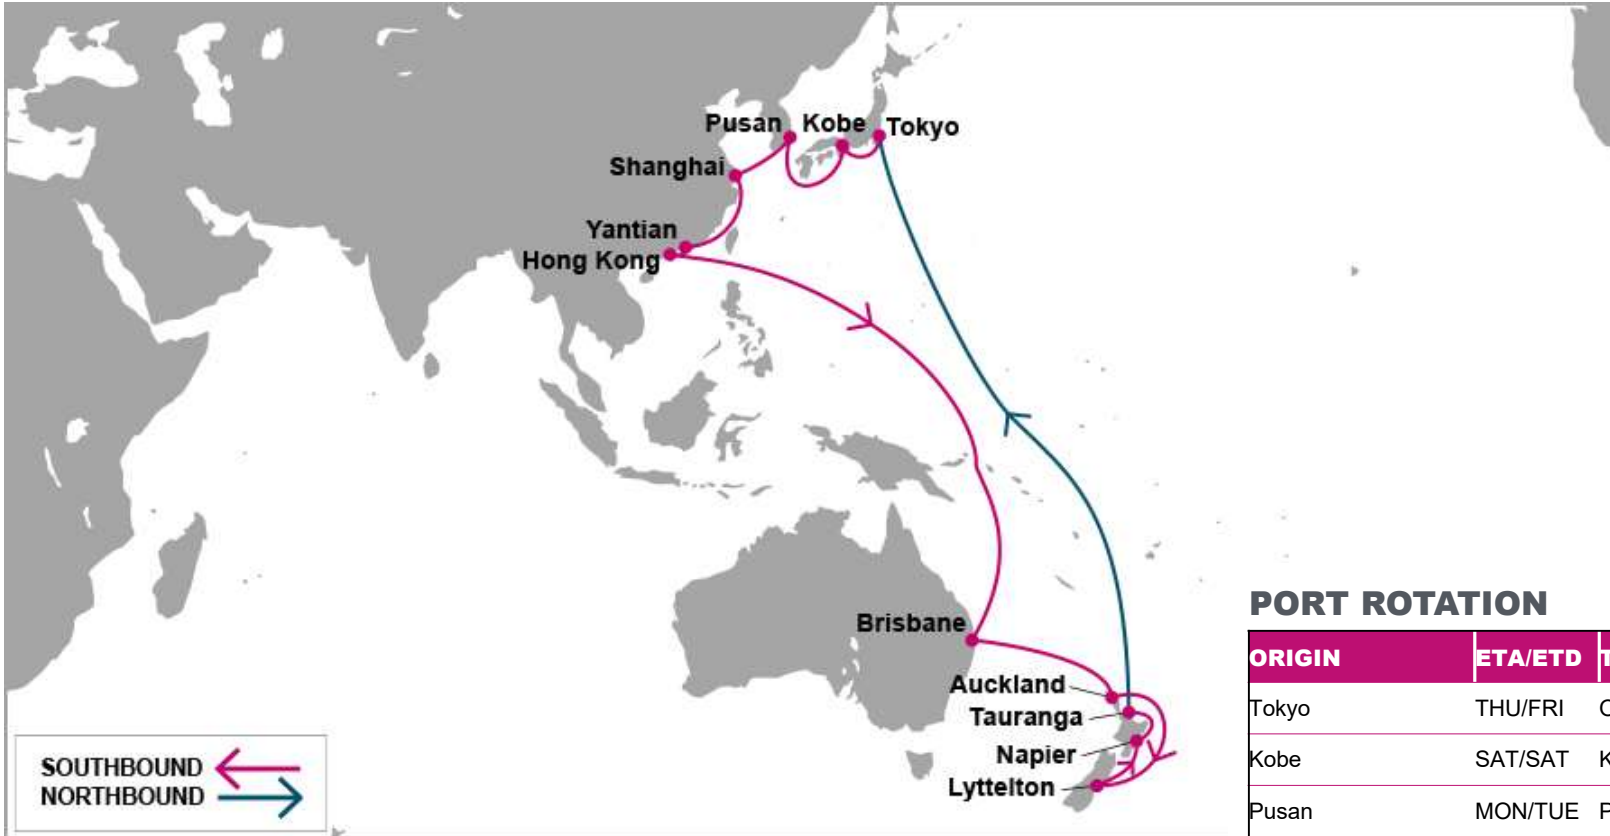 Pusan
Kobe
Tokyo
Shanghai
Yantian
Hong Kong
Brisbane
Auckland
Tauranga
Napier
Lyttelton
SOUTHBOUND
NORTHBOUND
PORT ROTATION
ORIGIN ETA/ETD
Tokyo THU/FRI
Kobe SAT/SAT
Pusan MON/TUE